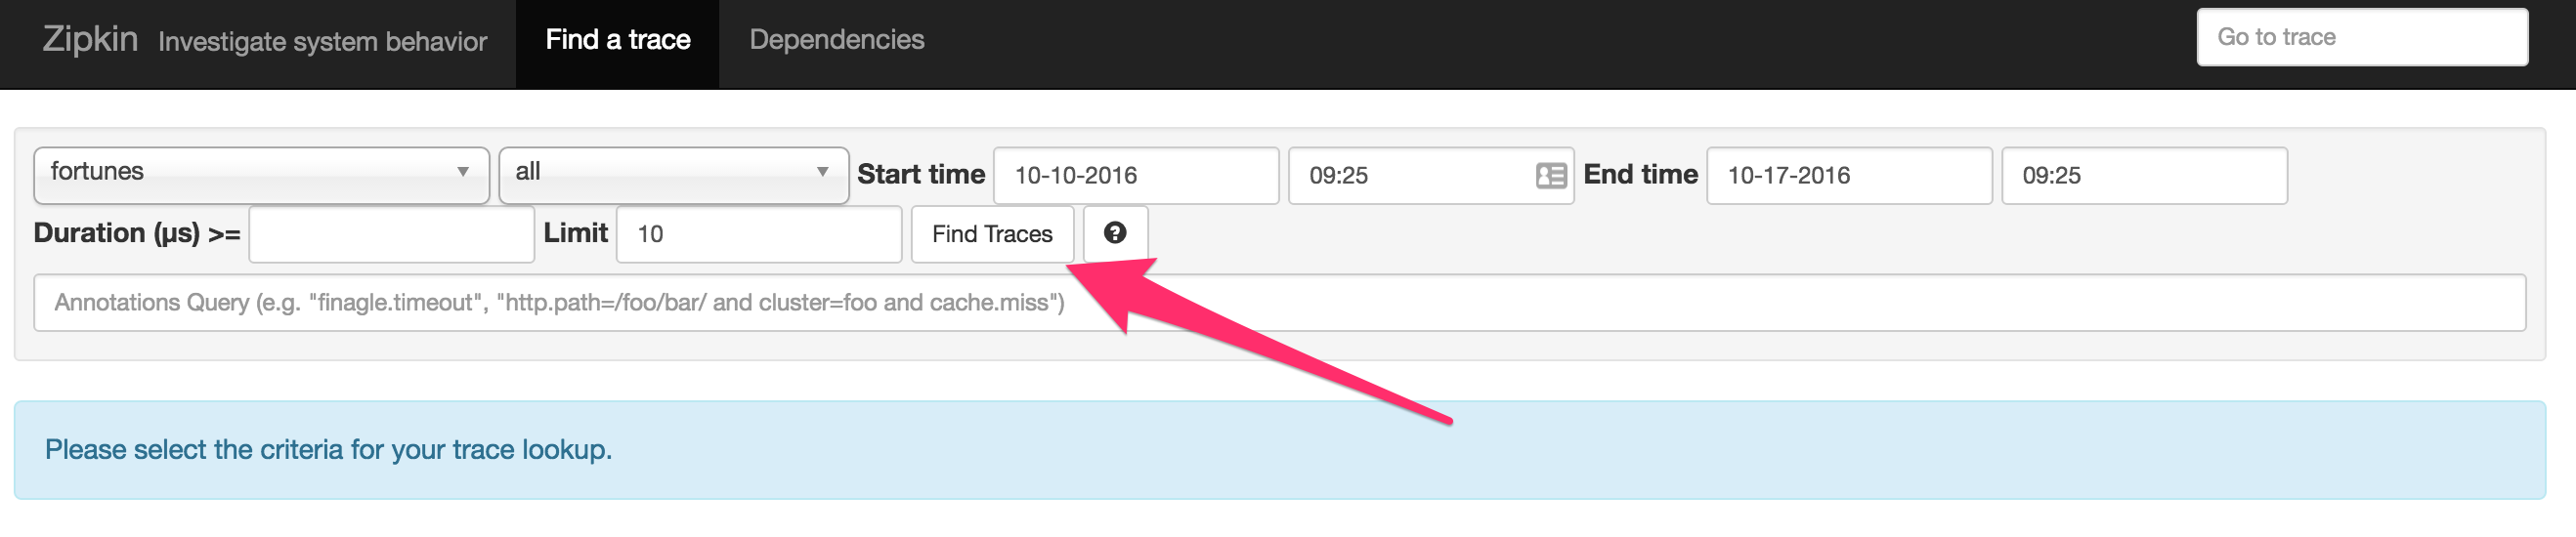 Zipkin Investigate system behavior Find a trace Dependencies Go to trace
fortunes all Start time 10-10-2016 09:25 End time 10-17-2016 09:25
Duration (µs) >= Limit 10 Find Traces ?
Annotations Query (e.g. "finagle.timeout", "http.path=/foo/bar/ and cluster=foo and cache.miss")
Please select the criteria for your trace lookup.